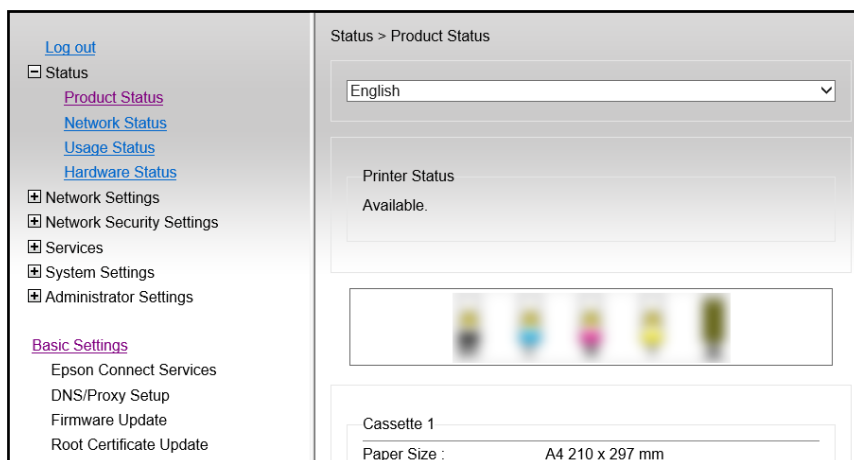 Log out
Status
Product Status
Network Status
Usage Status
Hardware Status
Network Settings
Network Security Settings
Services
System Settings
Administrator Settings
Basic Settings
Epson Connect Services
DNS/Proxy Setup
Firmware Update
Root Certificate Update
Status > Product Status
English
Printer Status
Available.
Cassette 1
Paper Size : A4 210 x 297 mm